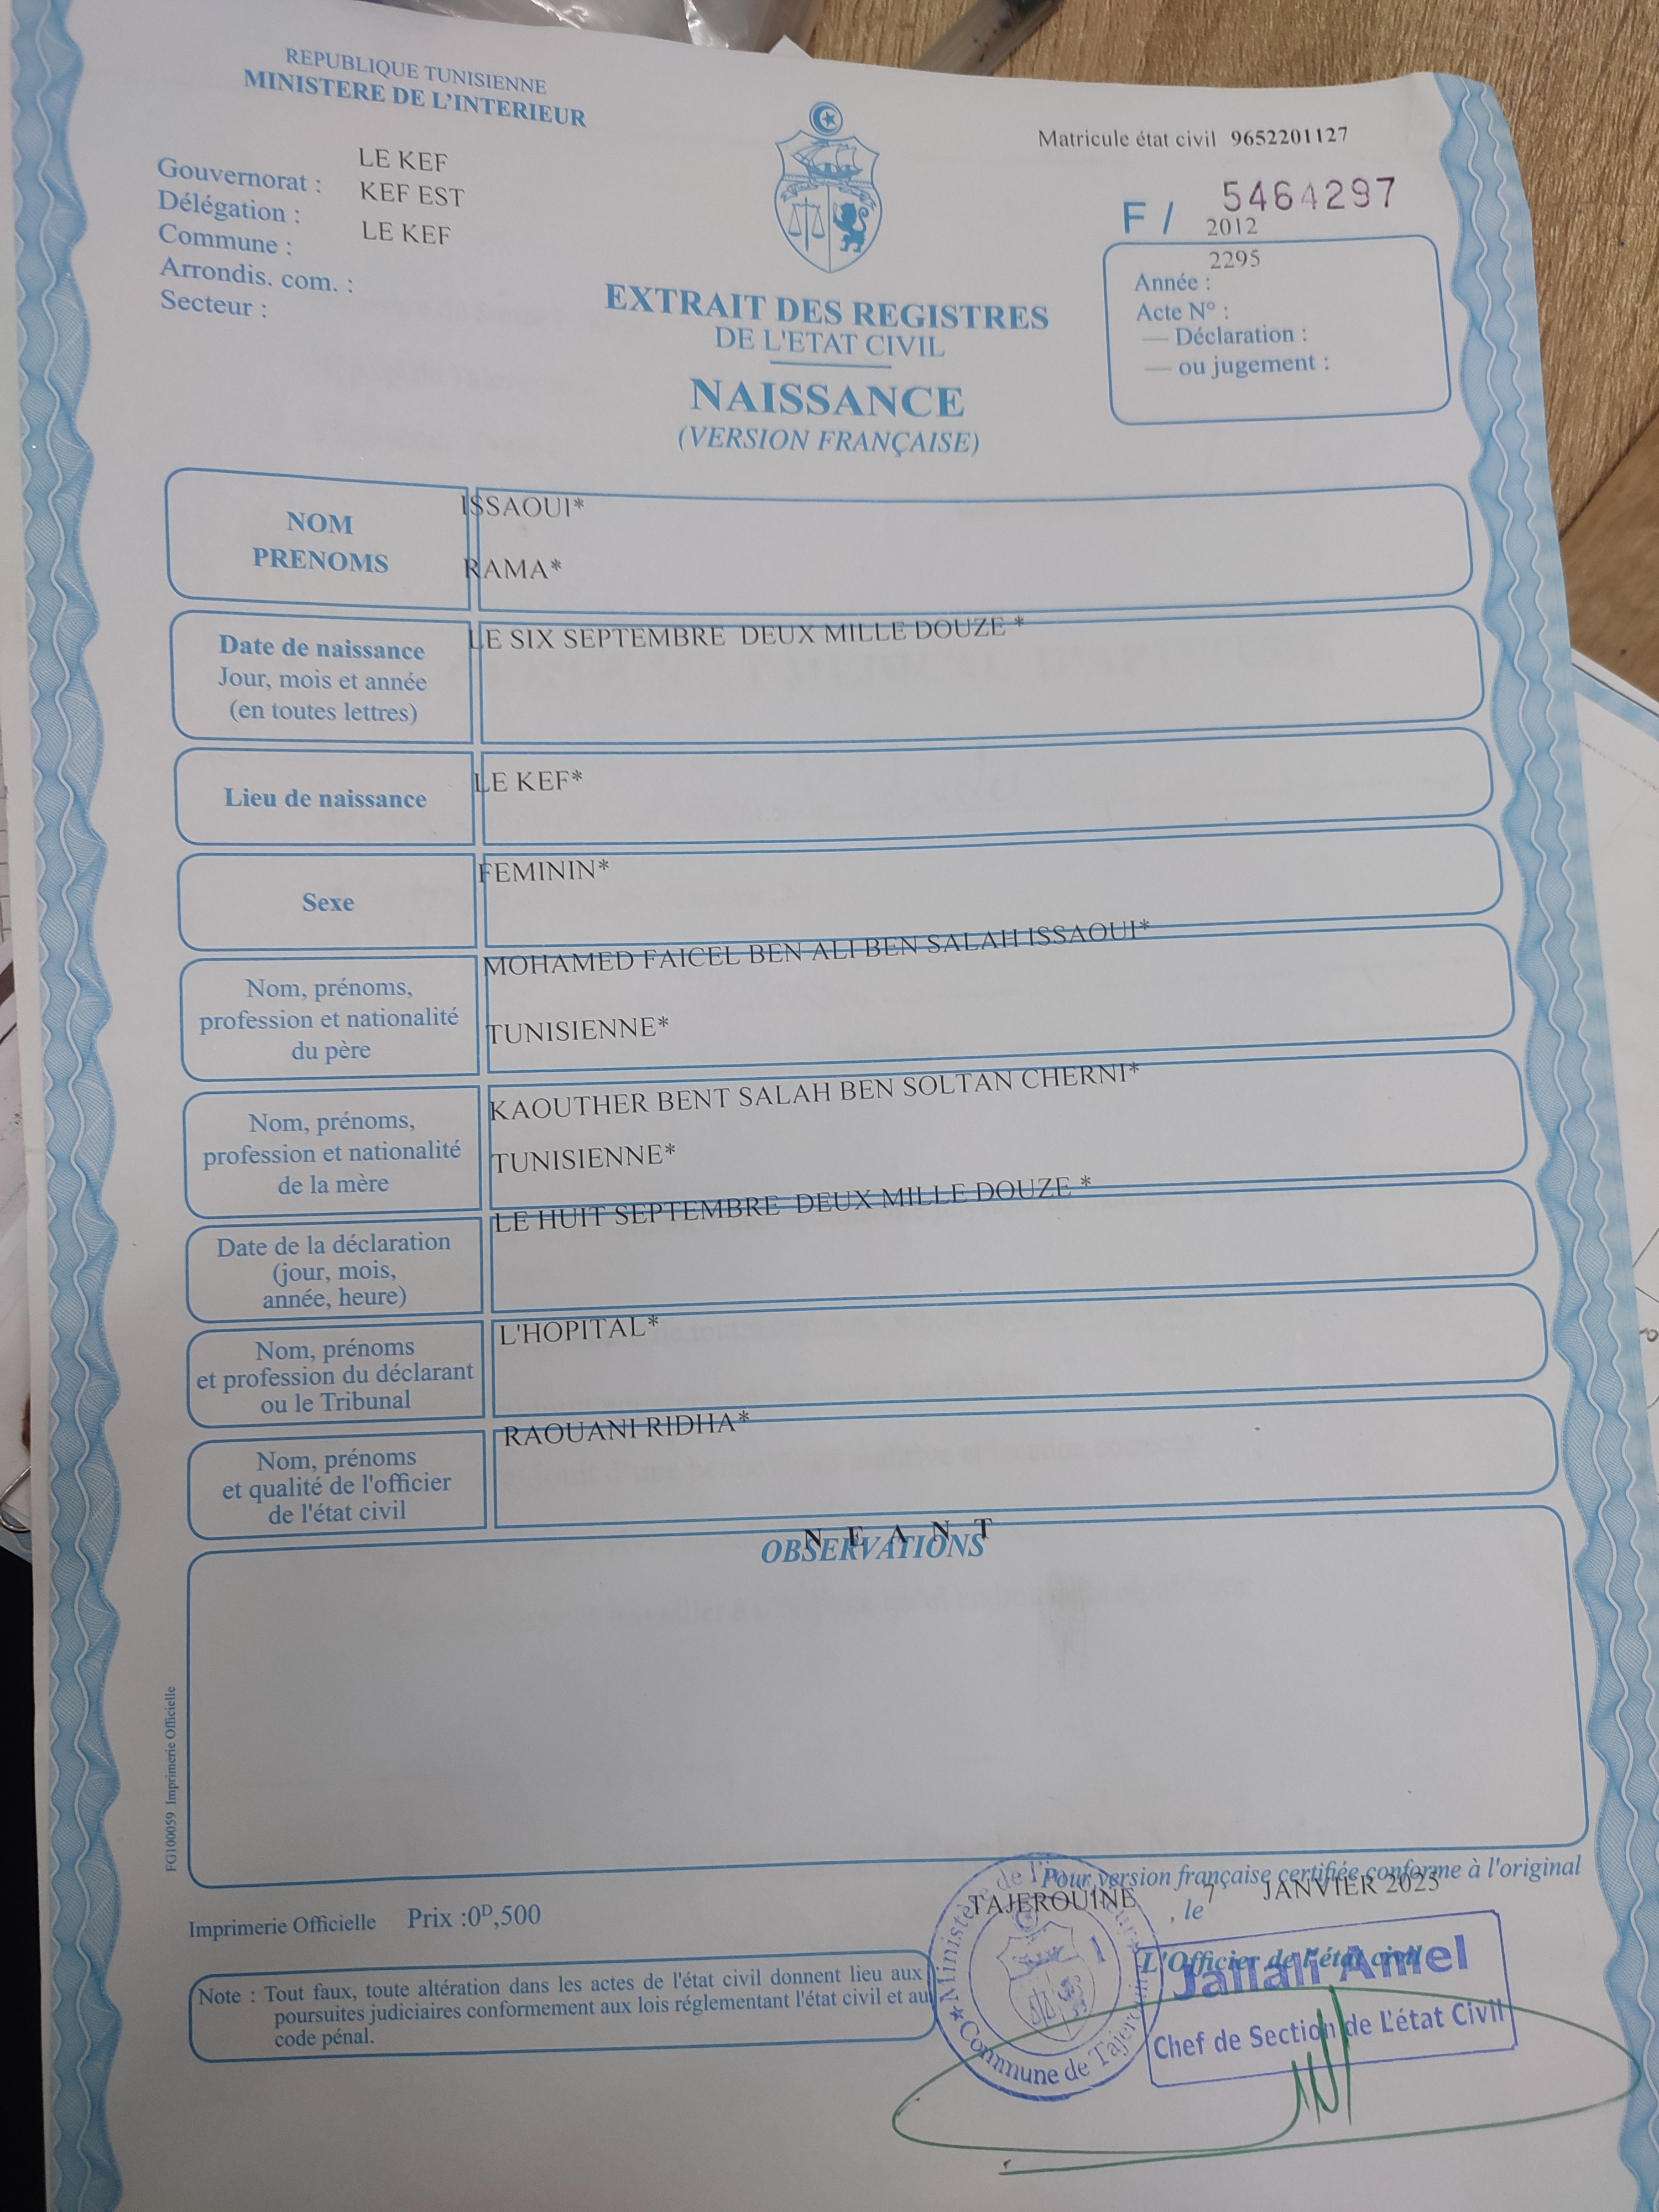 REPUBLIQUE TUNISIENNE
MINISTERE DE L'INTERIEUR
Matricule état civil 9652201127
Gouvernorat : LE KEF
Délégation : KEF EST
Commune : LE KEF
Arrondis. com. :
Secteur :
F / 5464297
2012
2295
Année :
Acte N° :
— Déclaration :
— ou jugement :
EXTRAIT DES REGISTRES
DE L'ETAT CIVIL
NAISSANCE
(VERSION FRANÇAISE)
NOM
PRENOMS
ISSAOUI*
RAMA*
Date de naissance
Jour, mois et année
(en toutes lettres)
LE SIX SEPTEMBRE DEUX MILLE DOUZE *
Lieu de naissance
LE KEF*
Sexe
FEMININ*
Nom, prénoms,
profession et nationalité
du père
MOHAMED FAICEL BEN ALI BEN SALAH ISSAOUI*
TUNISIENNE*
Nom, prénoms,
profession et nationalité
de la mère
KAOUTHER BENT SALAH BEN SOLTAN CHERNI*
TUNISIENNE*
Date de la déclaration
(jour, mois,
année, heure)
LE HUIT SEPTEMBRE DEUX MILLE DOUZE *
Nom, prénoms
et profession du déclarant
ou le Tribunal
L'HOPITAL*
Nom, prénoms
et qualité de l'officier
de l'état civil
RAOUANI RIDHA*
N E A N T
OBSERVATIONS
FG100059 Imprimerie Officielle
Pour version française certifiée conforme à l'original
TAJEROUINE , le 7 JANVIER 2025
Imprimerie Officielle Prix :0D,500
L'Officier de l'état civil
Jallali Amel
Chef de Section de L'état Civil
Ministère de l'
Commune de Tajerouine
Note : Tout faux, toute altération dans les actes de l'état civil donnent lieu aux
poursuites judiciaires conformement aux lois réglementant l'état civil et au
code pénal.